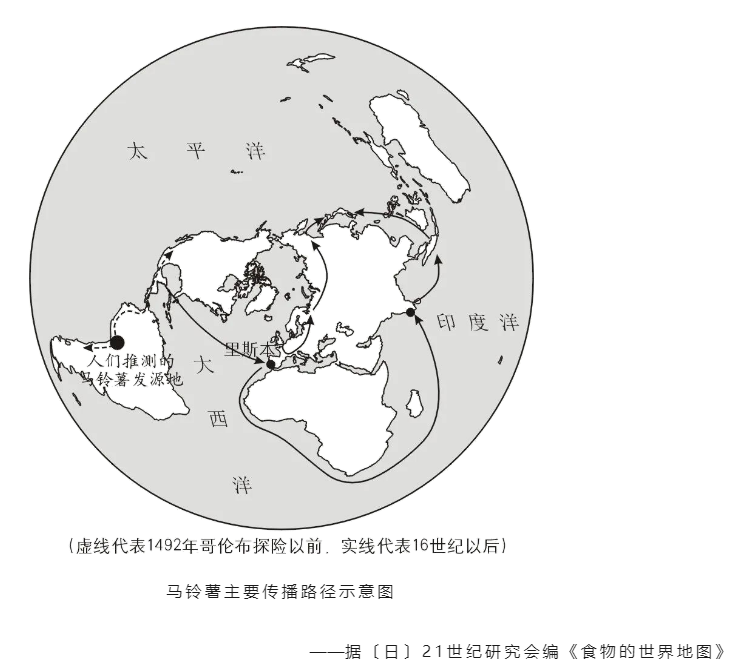 太 平 洋
印度洋
里斯本
人们推测的
马铃薯发源地
大
西
洋
(虚线代表1492年哥伦布探险以前，实线代表16世纪以后)
马铃薯主要传播路径示意图
——据〔日〕21世纪研究会编《食物的世界地图》